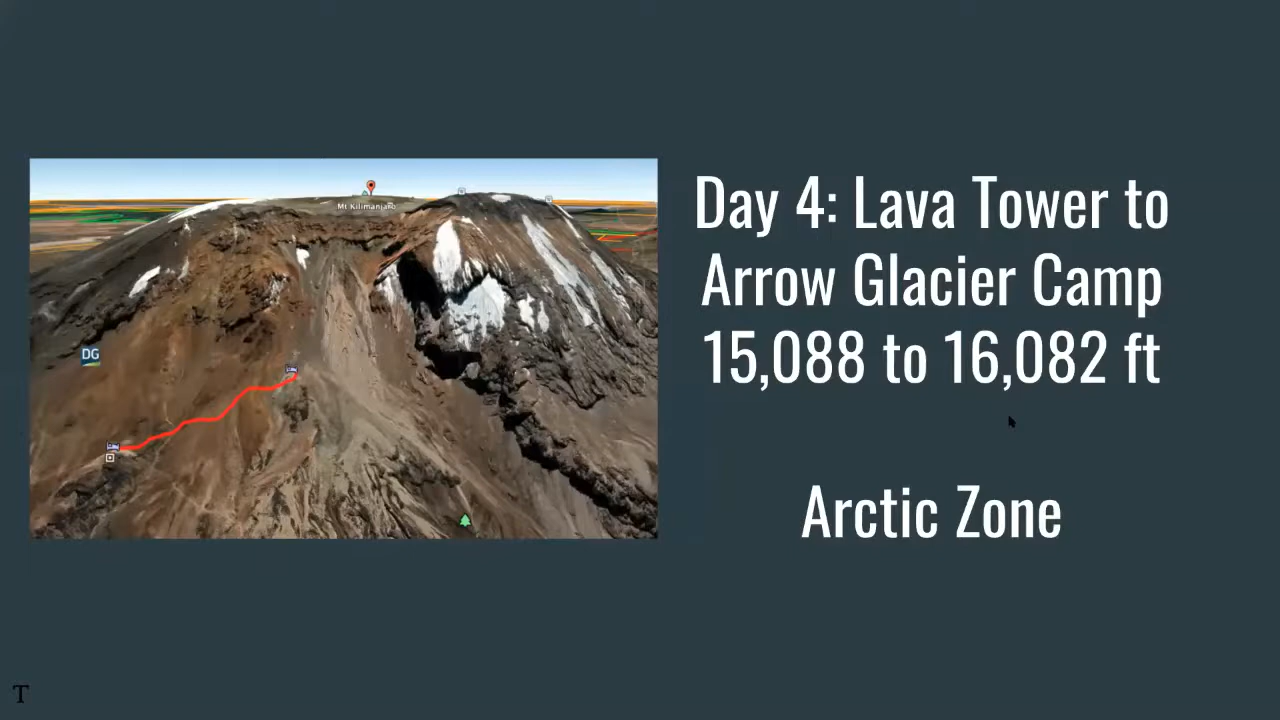 Mt Kilimanjaro
DG
Day 4: Lava Tower to
Arrow Glacier Camp
15,088 to 16,082 ft
Arctic Zone
T